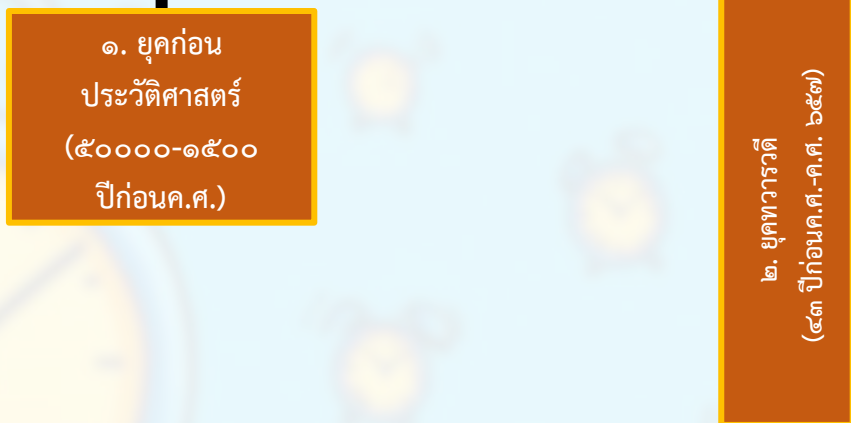 ๑. ยุคก่อน
ประวัติศาสตร์
(๕๐๐๐๐-๑๕๐๐
ปีก่อนค.ศ.)
๒. ยุคทวารวดี
(๔๓ ปีก่อนค.ศ.-ค.ศ. ๖๕๗)